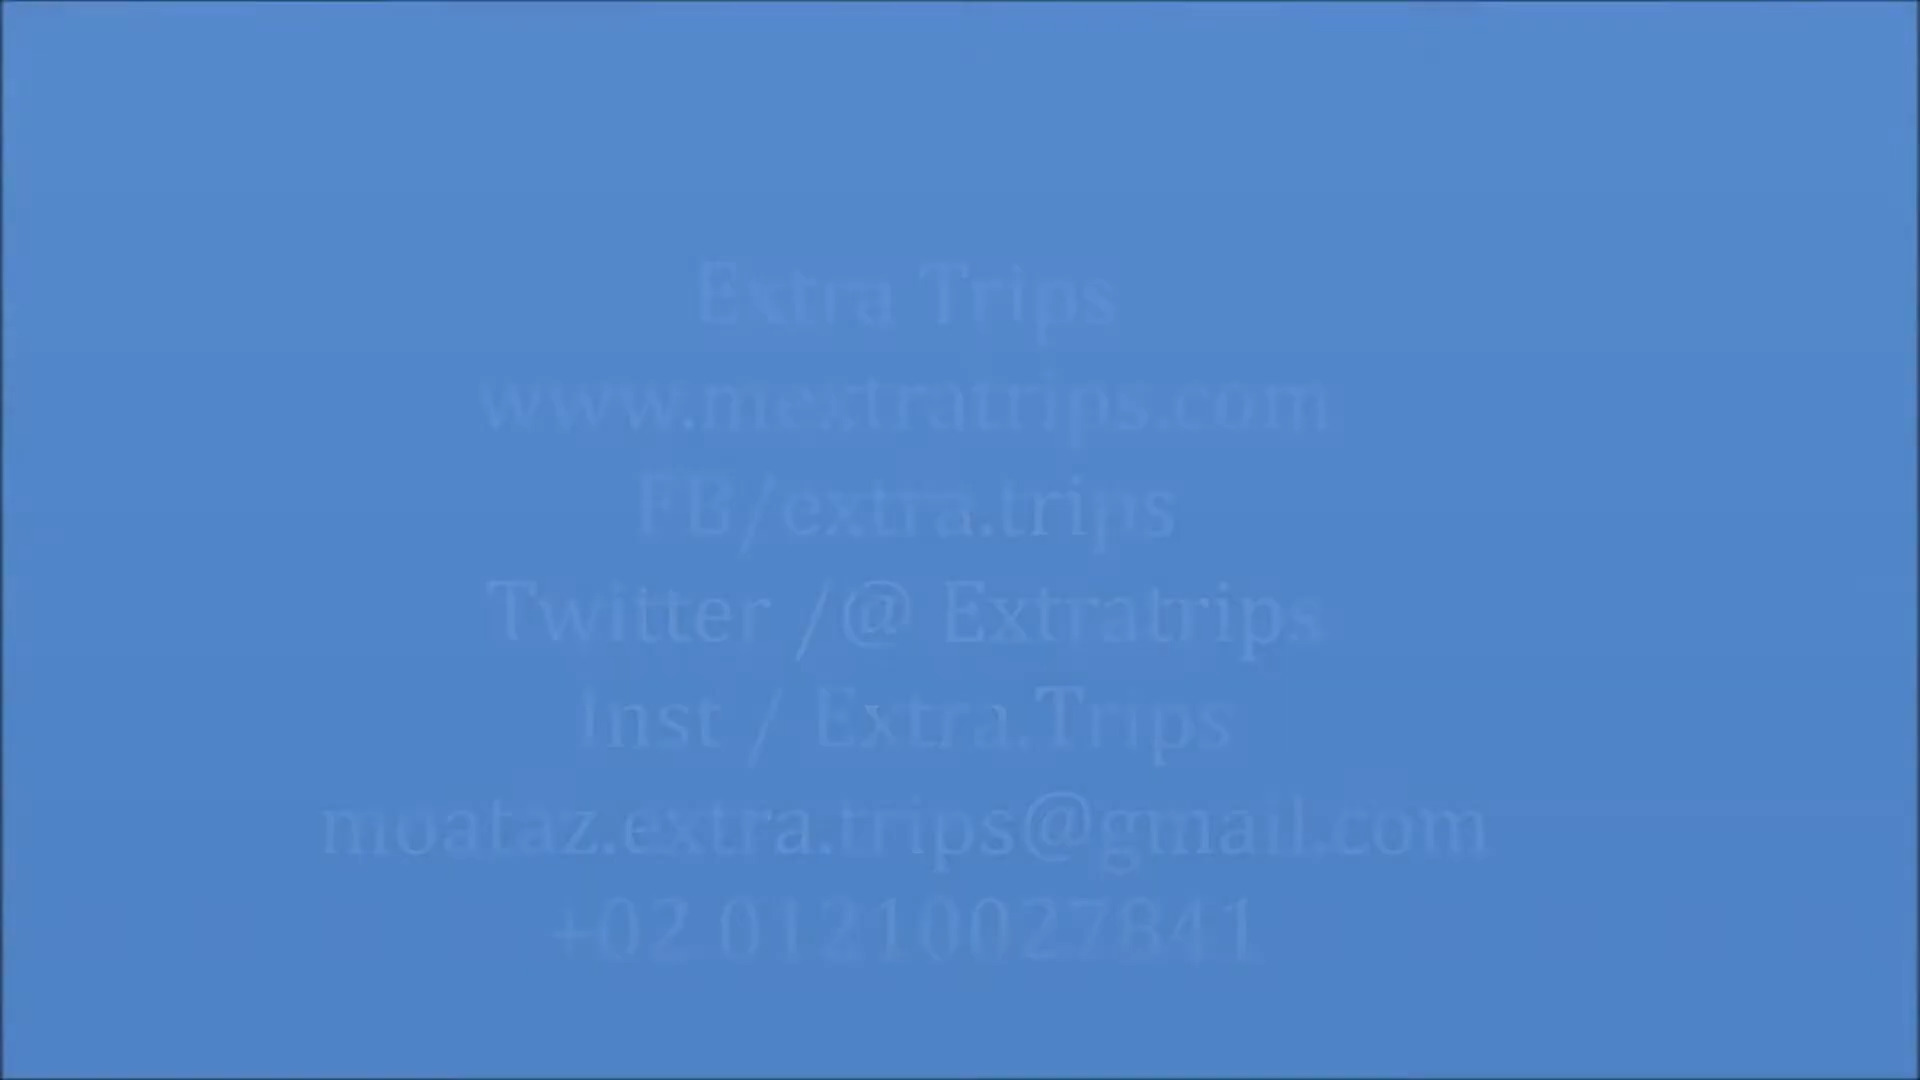 Extra Trips
www.mextratrips.com
FB/extra.trips
Twitter /@ Extratrips
Inst / Extra.Trips
moataz.extra.trips@gmail.com
+02 01210027841